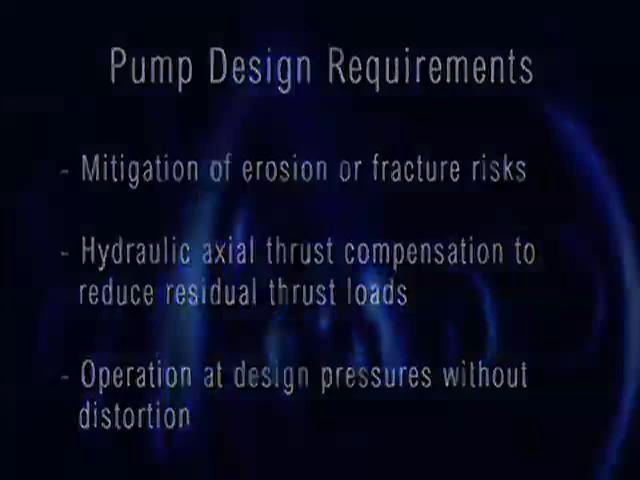 Pump Design Requirements
- Mitigation of erosion or fracture risks
- Hydraulic axial thrust compensation to
reduce residual thrust loads
- Operation at design pressures without
distortion